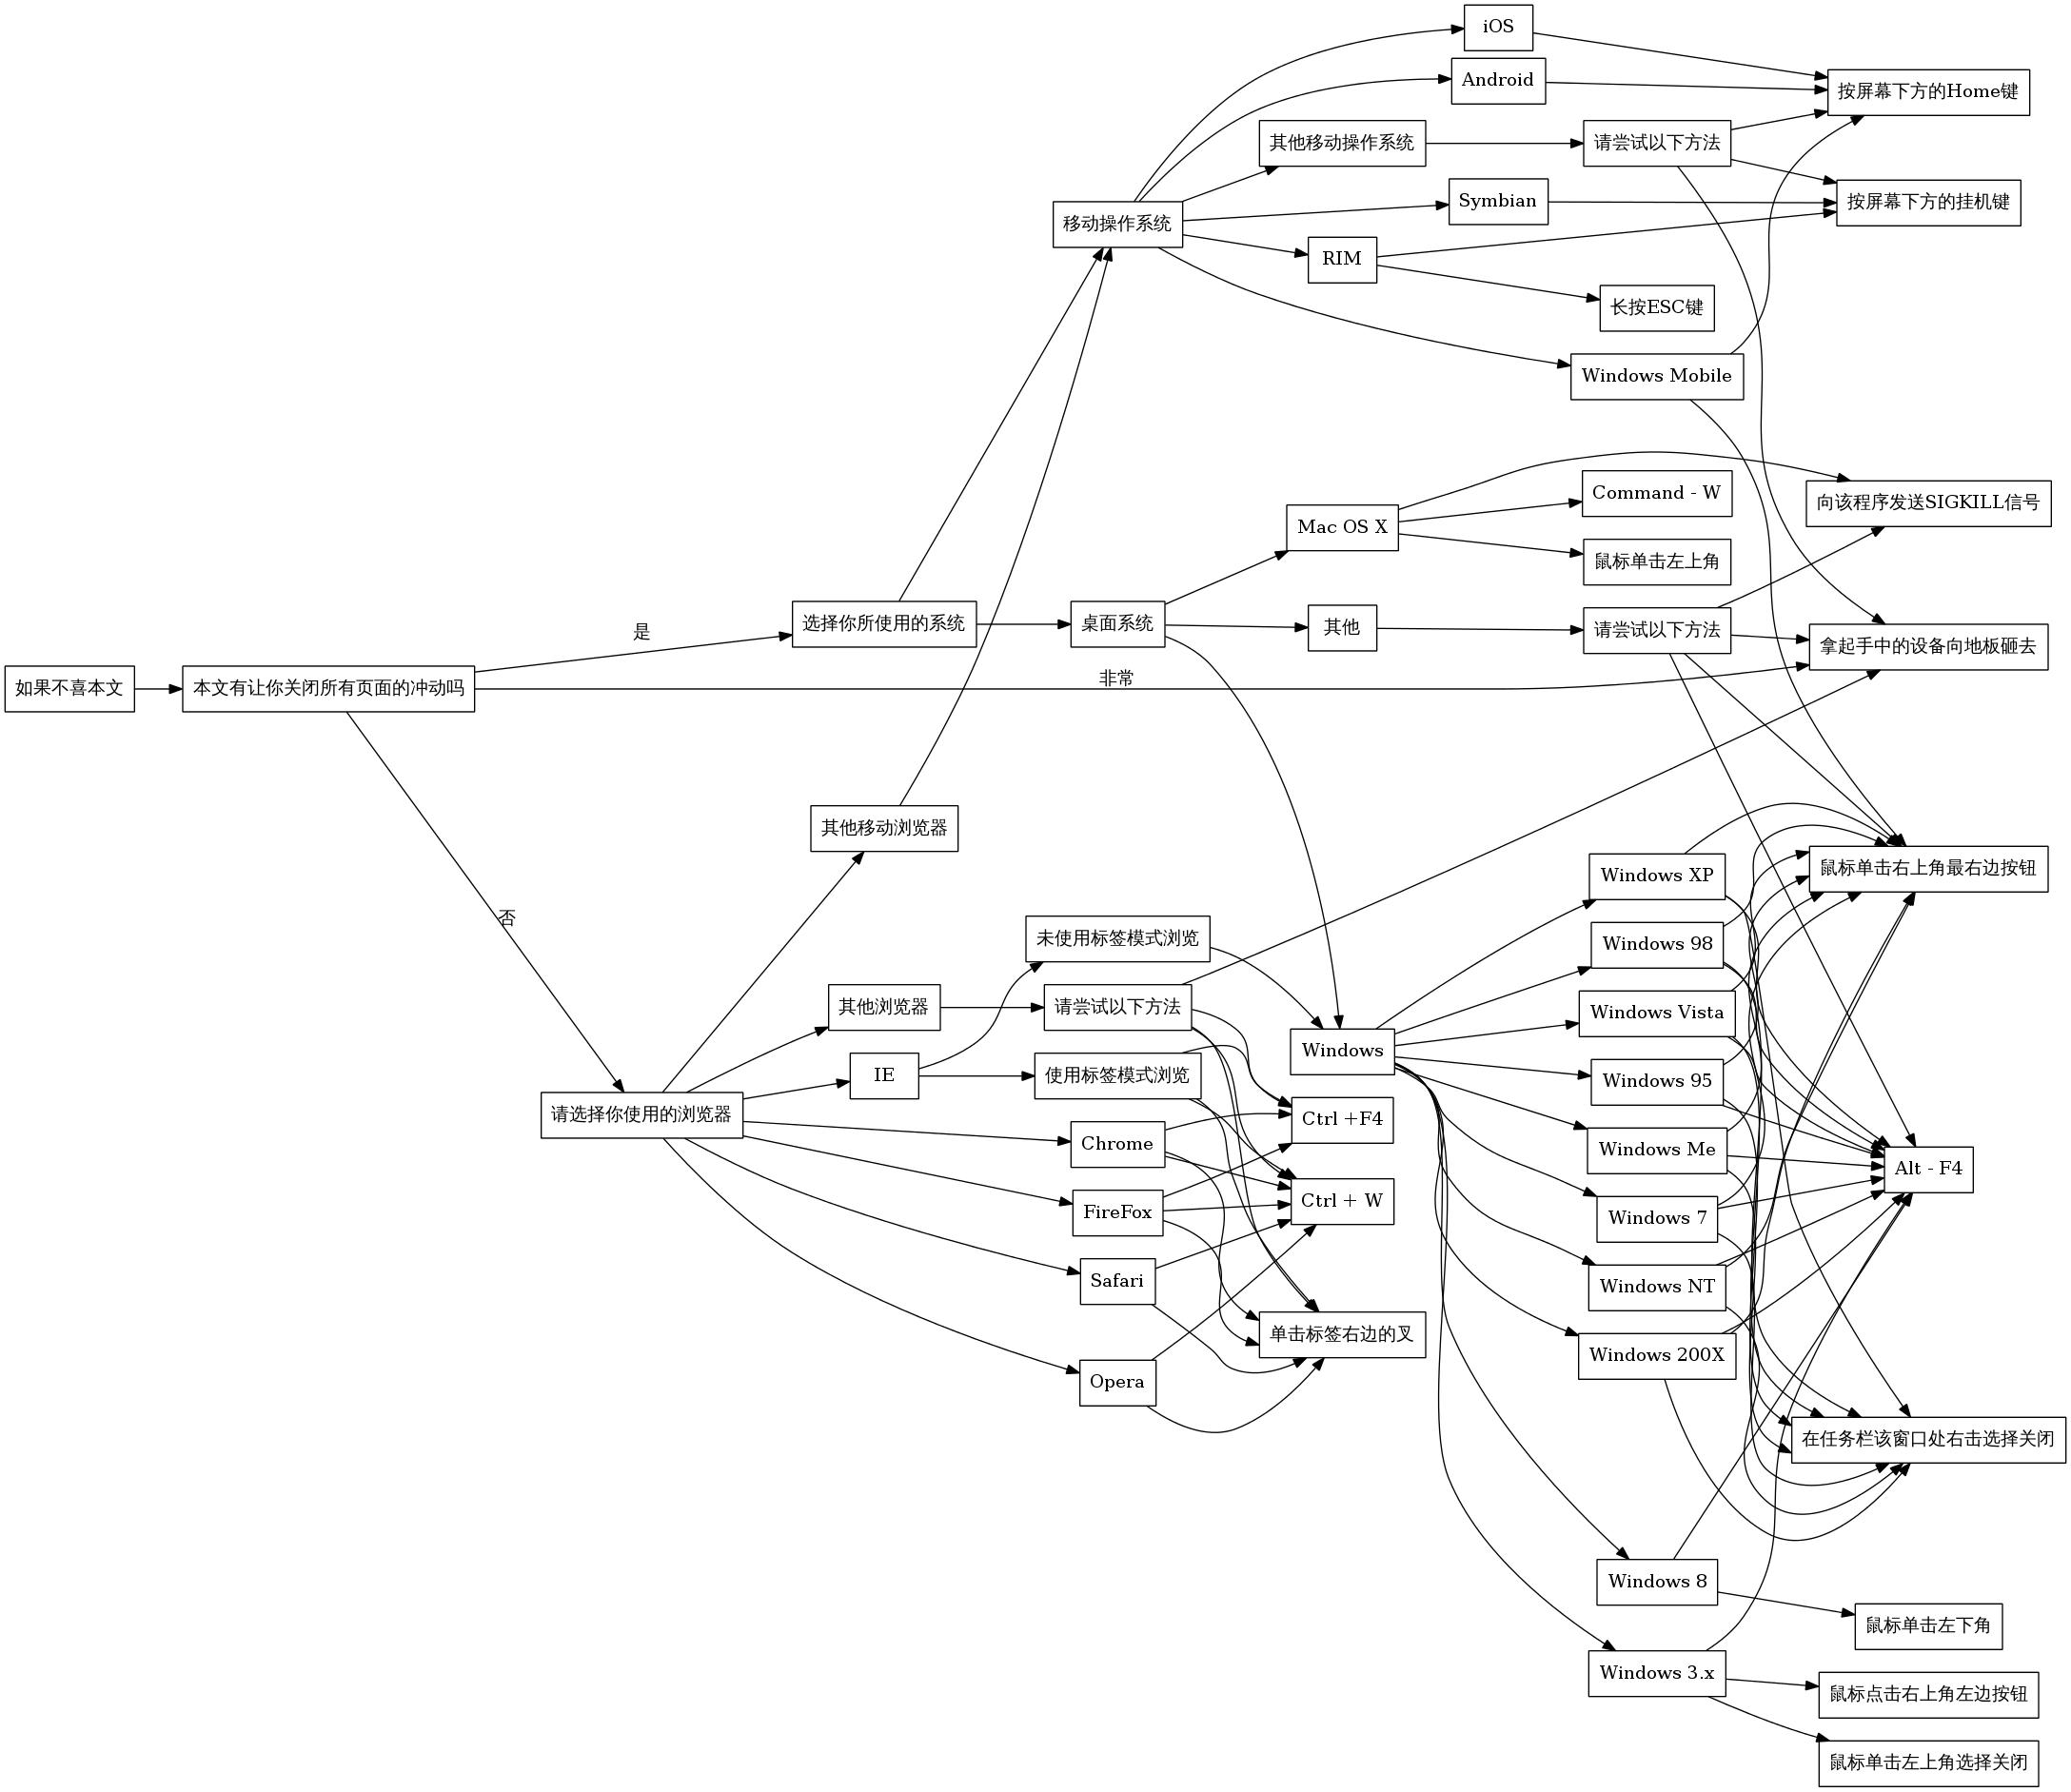 iOS
Android
按屏幕下方的Home键
其他移动操作系统
请尝试以下方法
Symbian
按屏幕下方的挂机键
移动操作系统
RIM
长按ESC键
Windows Mobile
Command - W
向该程序发送SIGKILL信号
Mac OS X
鼠标单击左上角
选择你所使用的系统
桌面系统
其他
请尝试以下方法
是
拿起手中的设备向地板砸去
如果不喜本文
本文有让你关闭所有页面的冲动吗
非常
其他移动浏览器
鼠标单击右上角最右边按钮
Windows XP
否
未使用标签模式浏览
Windows 98
其他浏览器
请尝试以下方法
Windows Vista
Windows
IE
使用标签模式浏览
Windows 95
请选择你使用的浏览器
Ctrl +F4
Chrome
Windows Me
Alt - F4
Ctrl + W
FireFox
Windows 7
Safari
Windows NT
单击标签右边的叉
Windows 200X
Opera
在任务栏该窗口处右击选择关闭
Windows 8
鼠标单击左下角
Windows 3.x
鼠标点击右上角左边按钮
鼠标单击左上角选择关闭